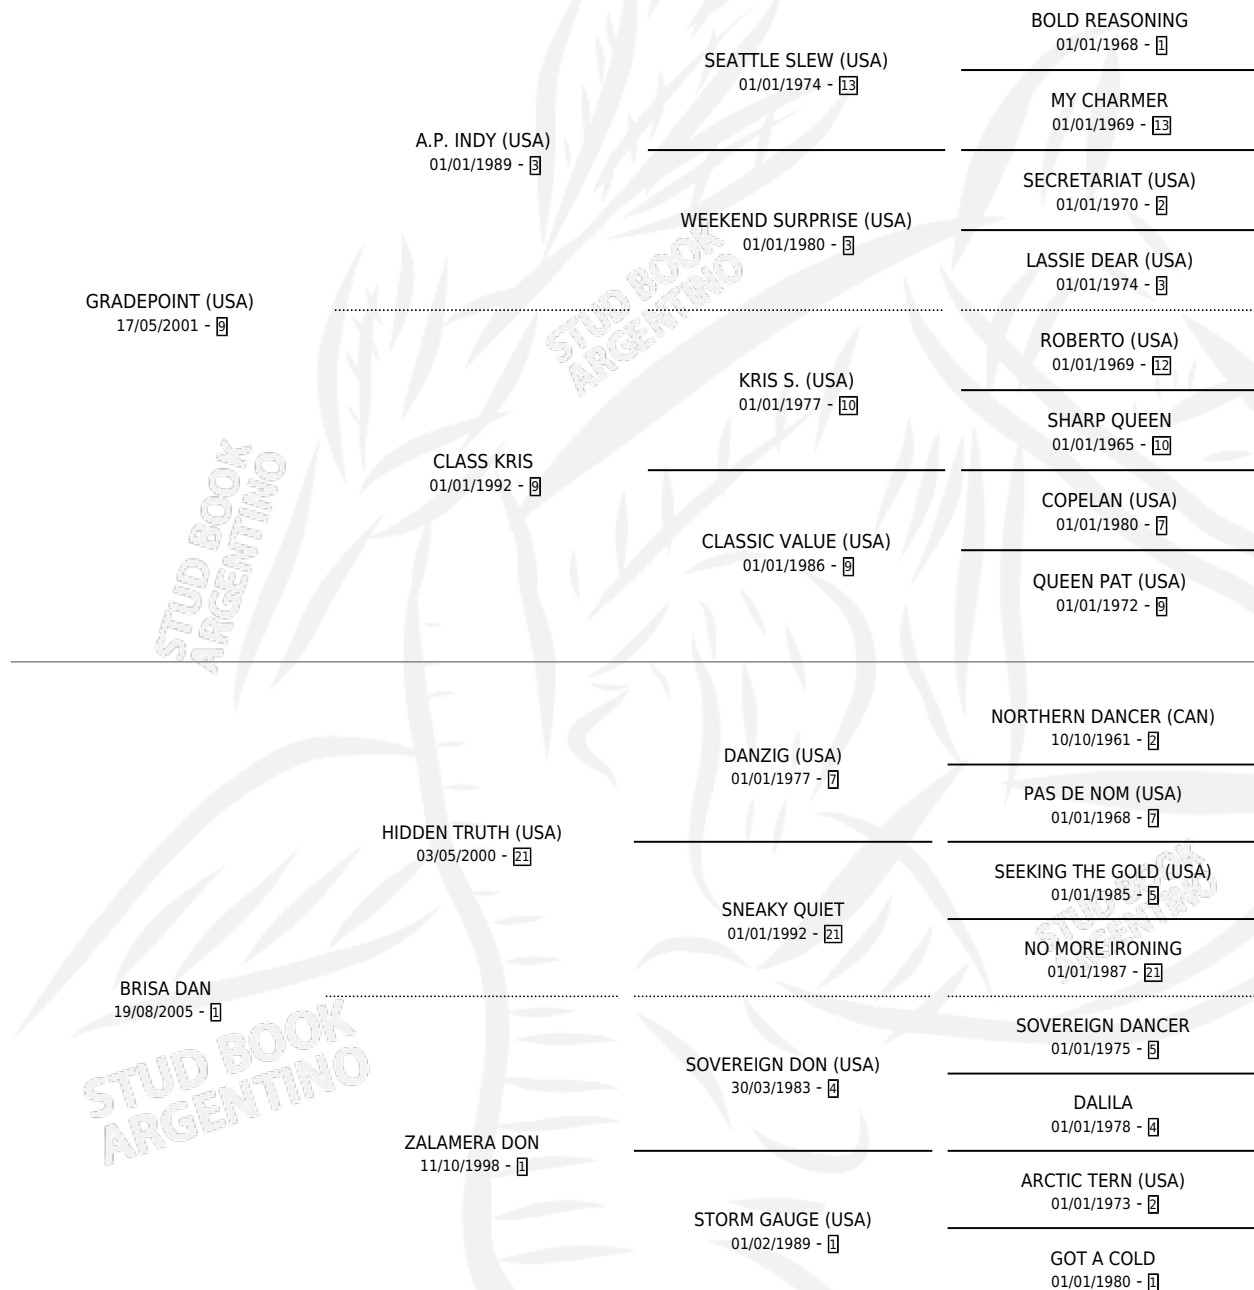 BOLD REASONING
01/01/1968 - 1
SEATTLE SLEW (USA)
01/01/1974 - 13
MY CHARMER
01/01/1969 - 13
A.P. INDY (USA)
01/01/1989 - 3
SECRETARIAT (USA)
01/01/1970 - 2
WEEKEND SURPRISE (USA)
01/01/1980 - 3
LASSIE DEAR (USA)
01/01/1974 - 3
GRADEPOINT (USA)
17/05/2001 - 9
ROBERTO (USA)
01/01/1969 - 12
KRIS S. (USA)
01/01/1977 - 10
SHARP QUEEN
01/01/1965 - 10
CLASS KRIS
01/01/1992 - 9
COPELAN (USA)
01/01/1980 - 7
CLASSIC VALUE (USA)
01/01/1986 - 9
QUEEN PAT (USA)
01/01/1972 - 9
NORTHERN DANCER (CAN)
10/10/1961 - 2
DANZIG (USA)
01/01/1977 - 7
PAS DE NOM (USA)
01/01/1968 - 7
HIDDEN TRUTH (USA)
03/05/2000 - 21
SEEKING THE GOLD (USA)
01/01/1985 - 5
SNEAKY QUIET
01/01/1992 - 21
NO MORE IRONING
01/01/1987 - 21
BRISA DAN
19/08/2005 - 1
SOVEREIGN DANCER
01/01/1975 - 5
SOVEREIGN DON (USA)
30/03/1983 - 4
DALILA
01/01/1978 - 4
ZALAMERA DON
11/10/1998 - 1
ARCTIC TERN (USA)
01/01/1973 - 2
STORM GAUGE (USA)
01/02/1989 - 1
GOT A COLD
01/01/1980 - 1
STUD BOOK
ARGENTINO
STUD BOOK
ARGENTINO
STUD BOOK
ARGENTINO
STUD BOOK
ARGENTINO